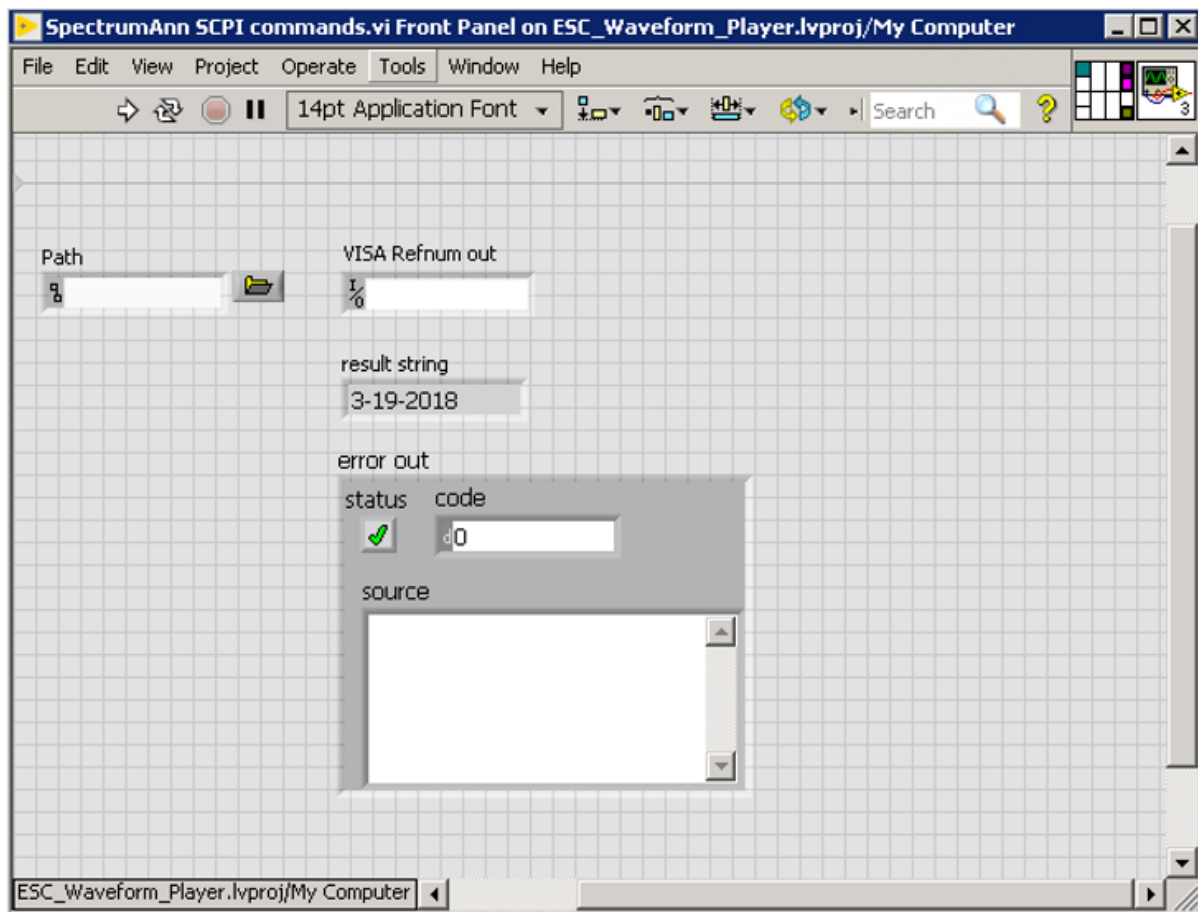 SpectrumAnn SCPI commands.vi Front Panel on ESC_Waveform_Player.lvproj/My Computer
File Edit View Project Operate Tools Window Help
14pt Application Font Search ? 3
Path
VISA Refnum out
I/O
result string
3-19-2018
error out
status code
d0
source
ESC_Waveform_Player.lvproj/My Computer